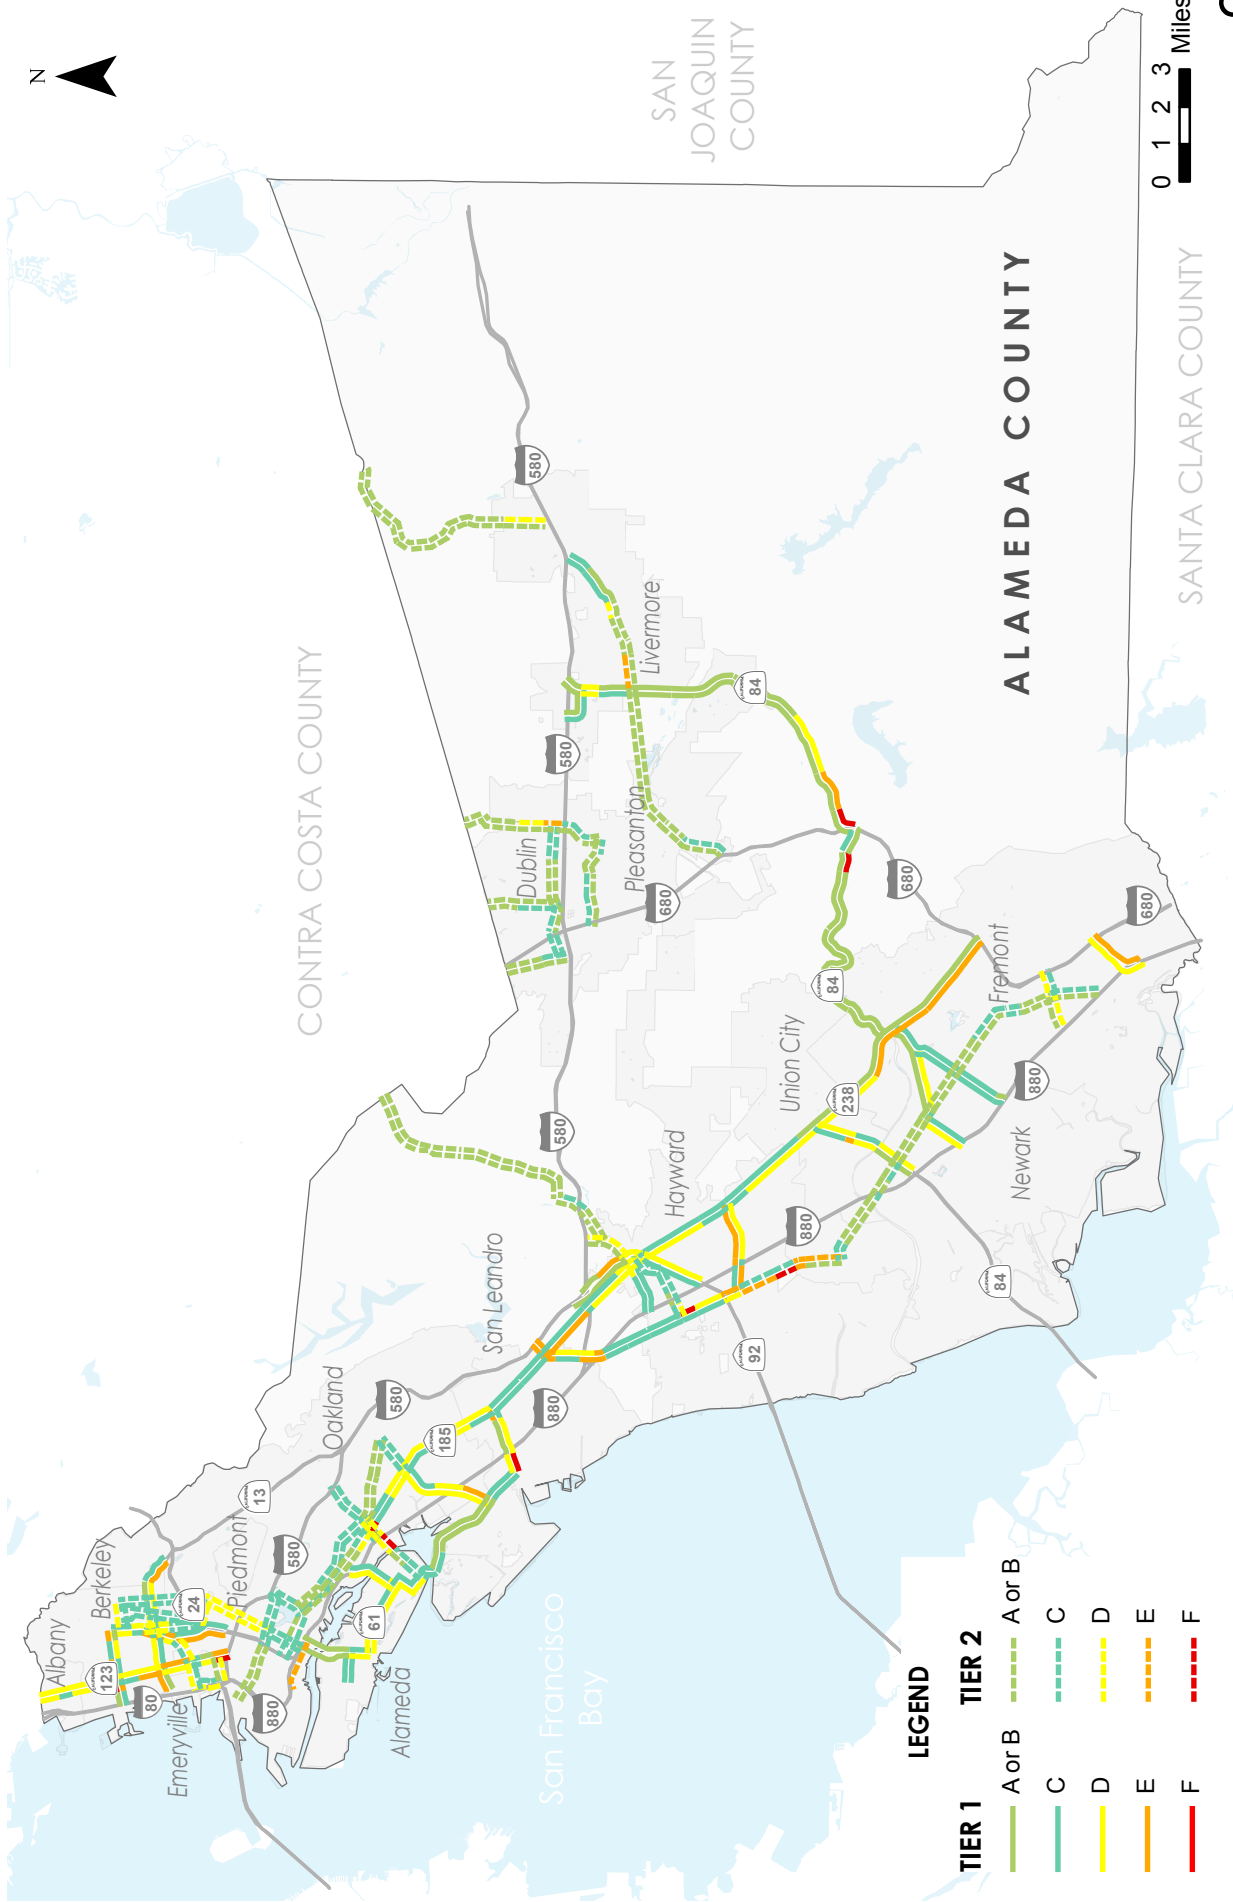 N
CONTRA COSTA COUNTY
SAN
JOAQUIN
COUNTY
SANTA CLARA COUNTY
ALAMEDA COUNTY
San Francisco
Bay
Albany
Berkeley
Emeryville
Piedmont
Oakland
Alameda
San Leandro
Hayward
Union City
Newark
Fremont
Dublin
Pleasanton
Livermore
123
80
24
13
580
880
61
580
185
880
580
92
880
238
84
880
84
680
680
680
580
84
580
LEGEND
TIER 1
A or B
C
D
E
F
TIER 2
A or B
C
D
E
F
0 1 2 3
Miles